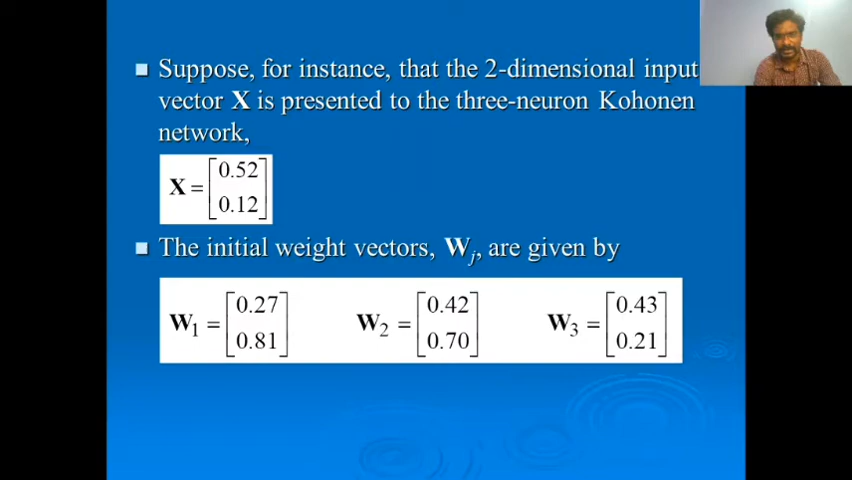 Suppose, for instance, that the 2-dimensional input
vector X is presented to the three-neuron Kohonen
network,
X = [0.52
0.12]
The initial weight vectors, Wj, are given by
W1 = [0.27 0.81] W2 = [0.42 0.70] W3 = [0.43 0.21]